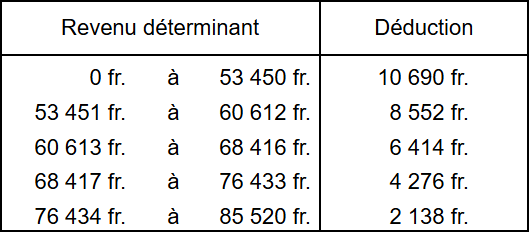 Revenu déterminant Déduction
0 fr. à 53 450 fr. 10 690 fr.
53 451 fr. à 60 612 fr. 8 552 fr.
60 613 fr. à 68 416 fr. 6 414 fr.
68 417 fr. à 76 433 fr. 4 276 fr.
76 434 fr. à 85 520 fr. 2 138 fr.